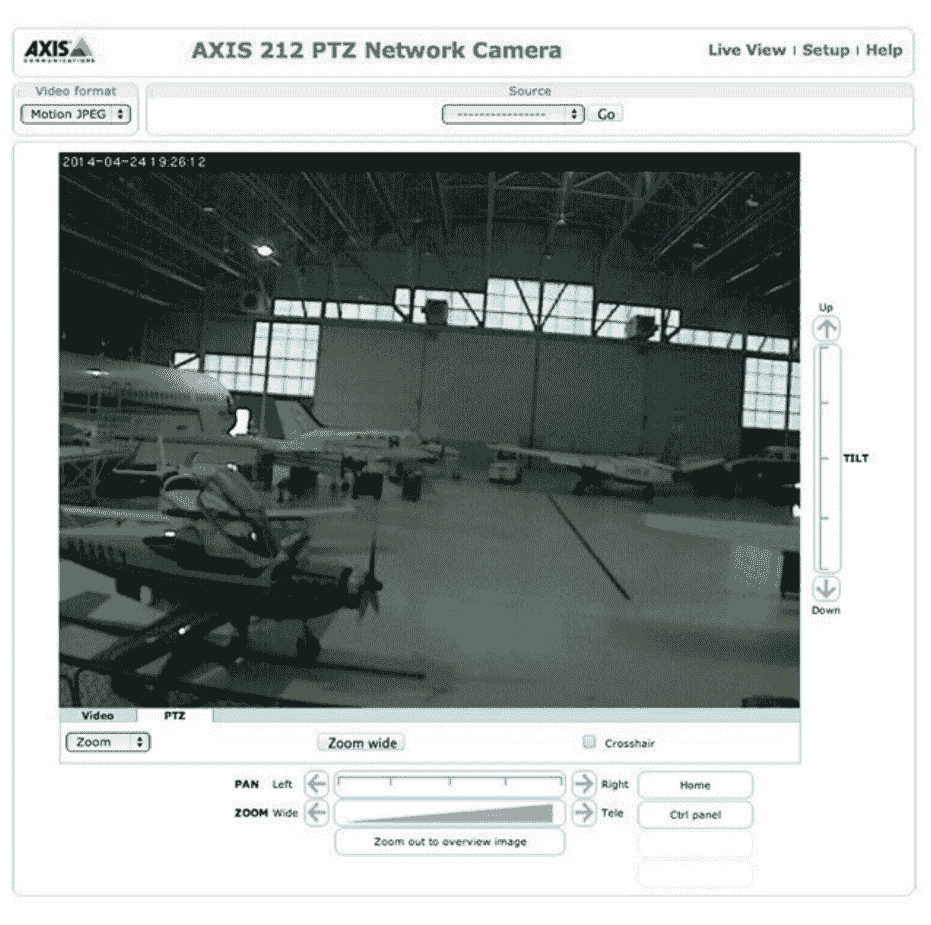 AXIS
COMMUNICATIONS
AXIS 212 PTZ Network Camera
Live View | Setup | Help
Video format
Motion JPEG
Source
----------------
Go
2014-04-24 19:26:12
Up
TILT
Down
Video
PTZ
Zoom
Zoom wide
Crosshair
PAN Left
Right
Home
ZOOM Wide
Tele
Ctrl panel
Zoom out to overview image